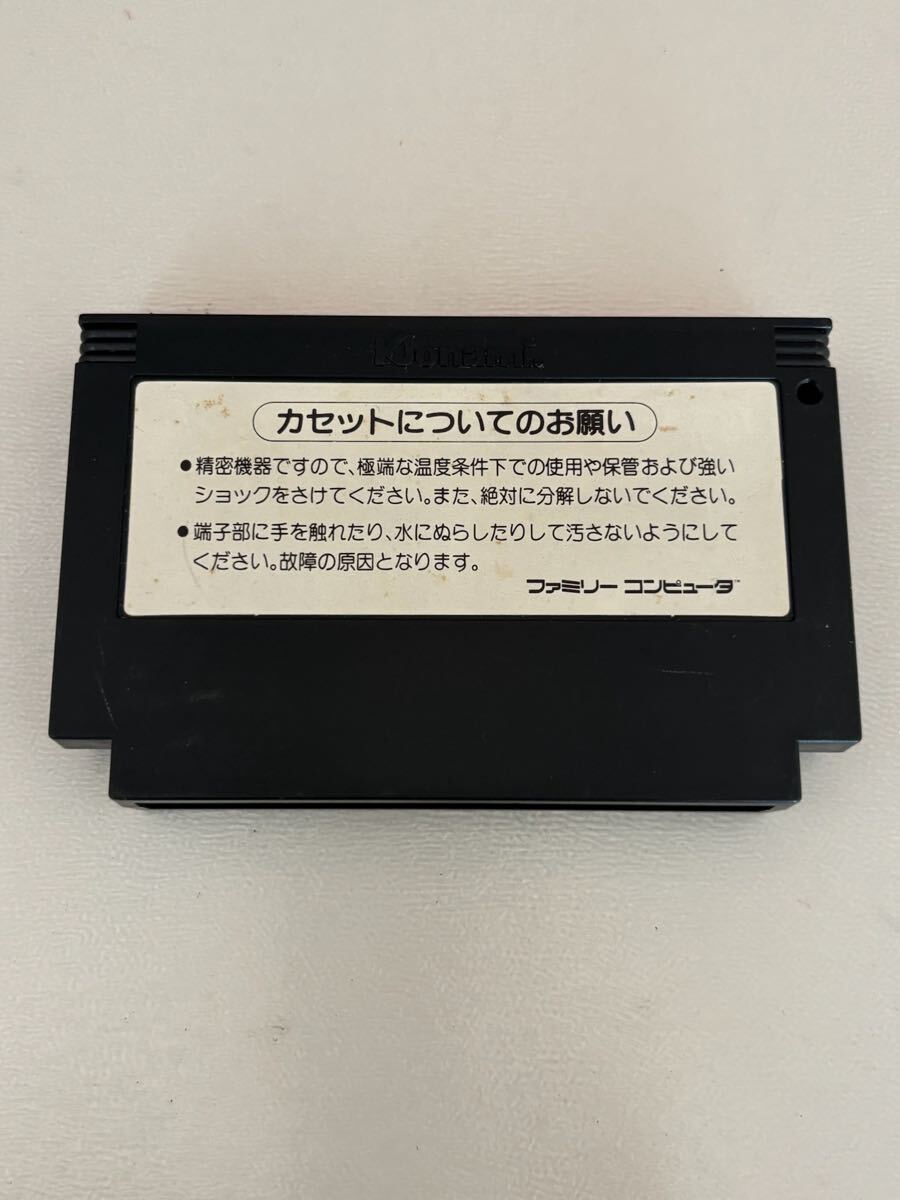 Konami
カセットについてのお願い
●精密機器ですので、極端な温度条件下での使用や保管および強い
ショックをさけてください。また、絶対に分解しないでください。
●端子部に手を触れたり、水にぬらしたりして汚さないようにして
ください。故障の原因となります。
ファミリー コンピュータ™